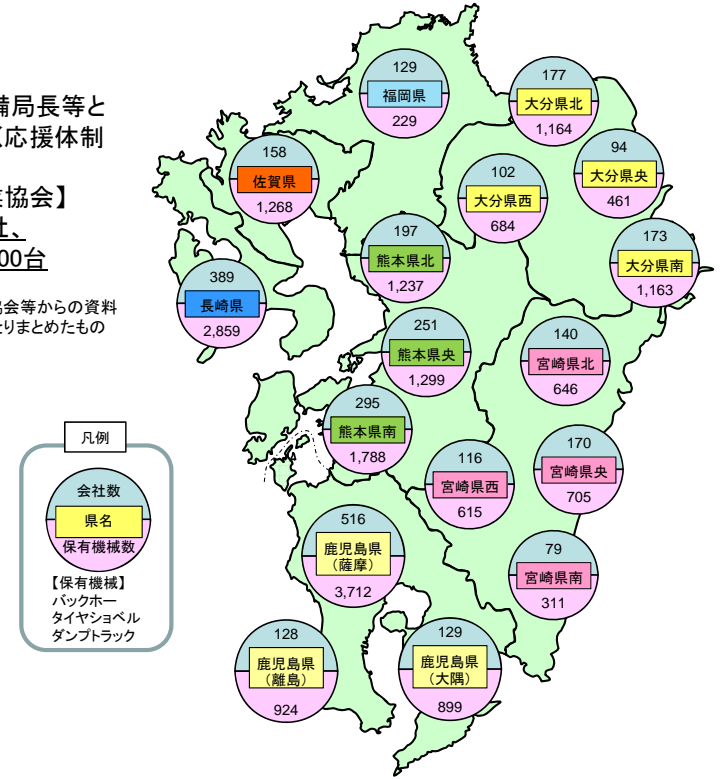 備局長等と
応援体制
協会】
社、
00台
協会等からの資料
とりまとめたもの
129
福岡県
229
177
大分県北
1,164
94
大分県央
461
158
佐賀県
1,268
102
大分県西
684
197
熊本県北
1,237
173
大分県南
1,163
389
長崎県
2,859
251
熊本県央
1,299
140
宮崎県北
646
295
熊本県南
1,788
116
宮崎県西
615
170
宮崎県央
705
516
鹿児島県
(薩摩)
3,712
79
宮崎県南
311
128
鹿児島県
(離島)
924
129
鹿児島県
(大隅)
899
凡例
会社数
県名
保有機械数
【保有機械】
バックホー
タイヤショベル
ダンプトラック